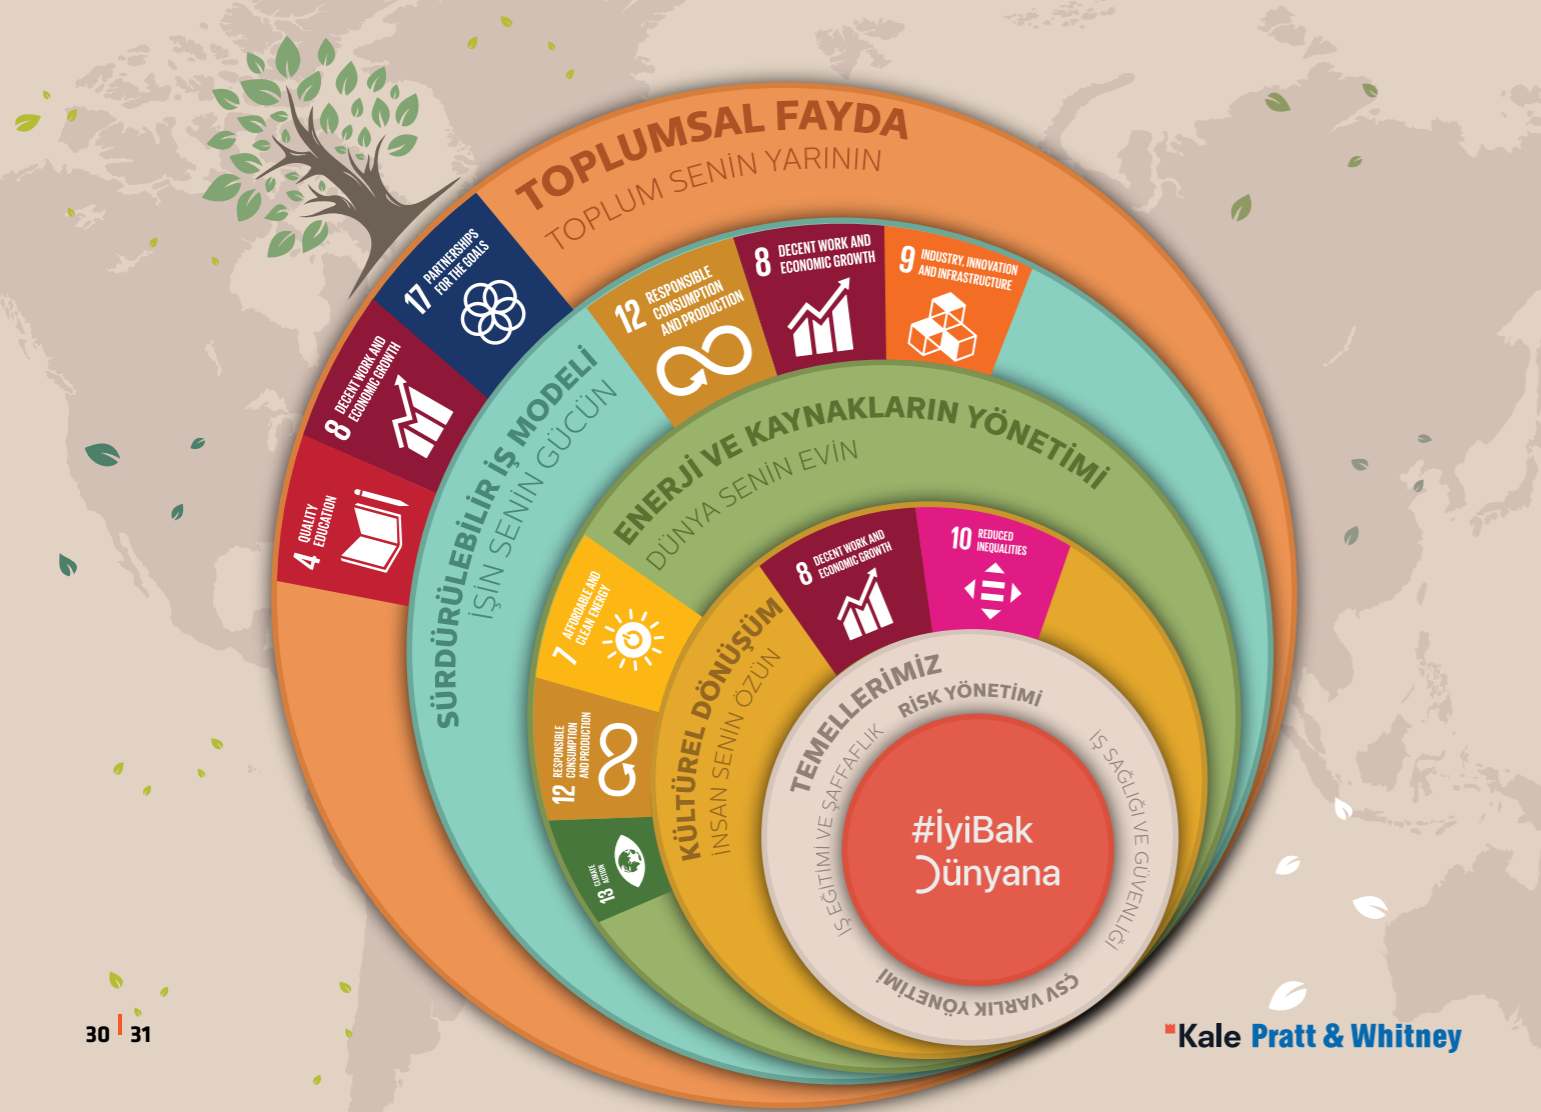 TOPLUMSAL FAYDA
TOPLUM SENİN YARININ
17 PARTNERSHIPS
FOR THE GOALS
8 DECENT WORK AND
ECONOMIC GROWTH
4 QUALITY
EDUCATION
SÜRDÜRÜLEBİLİR İŞ MODELİ
İŞİN SENİN GÜCÜN
12 RESPONSIBLE
CONSUMPTION
AND PRODUCTION
8 DECENT WORK AND
ECONOMIC GROWTH
9 INDUSTRY, INNOVATION
AND INFRASTRUCTURE
ENERJİ VE KAYNAKLARIN YÖNETİMİ
DÜNYA SENİN EVİN
7 AFFORDABLE AND
CLEAN ENERGY
12 RESPONSIBLE
CONSUMPTION
AND PRODUCTION
13 CLIMATE
ACTION
KÜLTÜREL DÖNÜŞÜM
İNSAN SENİN ÖZÜN
8 DECENT WORK AND
ECONOMIC GROWTH
10 REDUCED
INEQUALITIES
TEMELLERİMİZ
RİSK YÖNETİMİ
İŞ EĞİTİMİ VE ŞAFFAFLIK
İŞ SAĞLIĞI VE GÜVENLİĞİ
ÇSV VARLIK YÖNETİMİ
#İyiBak
Dünyana
30 31
Kale Pratt & Whitney